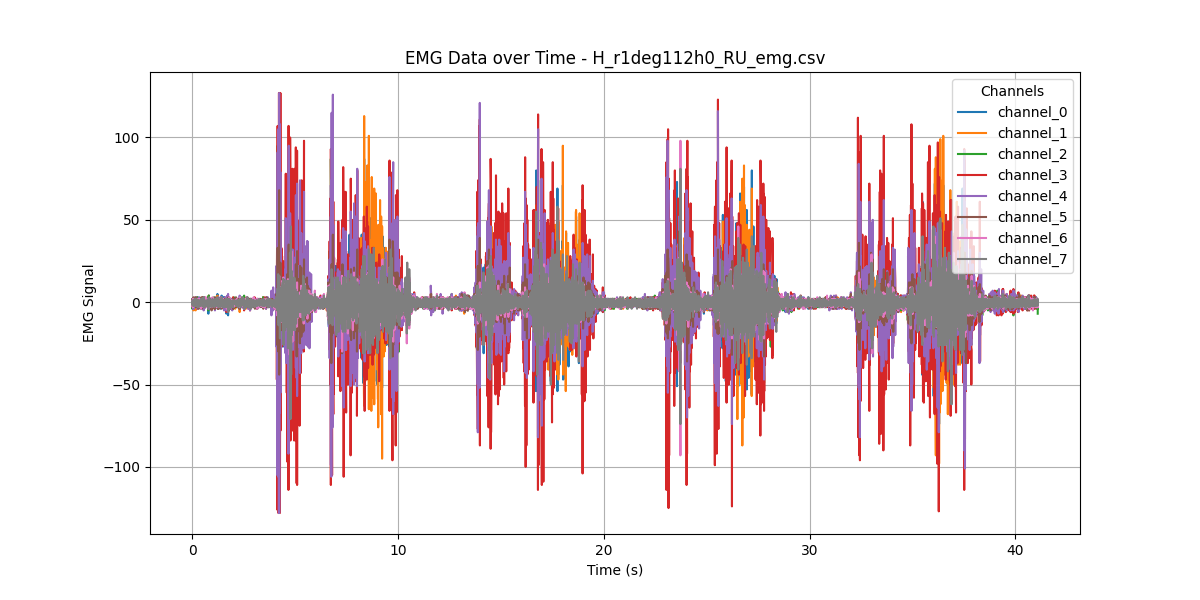 EMG Data over Time - H_r1deg112h0_RU_emg.csv
Channels
channel_0
channel_1
channel_2
channel_3
channel_4
channel_5
channel_6
channel_7
EMG Signal
100
50
0
−50
−100
0 10 20 30 40
Time (s)